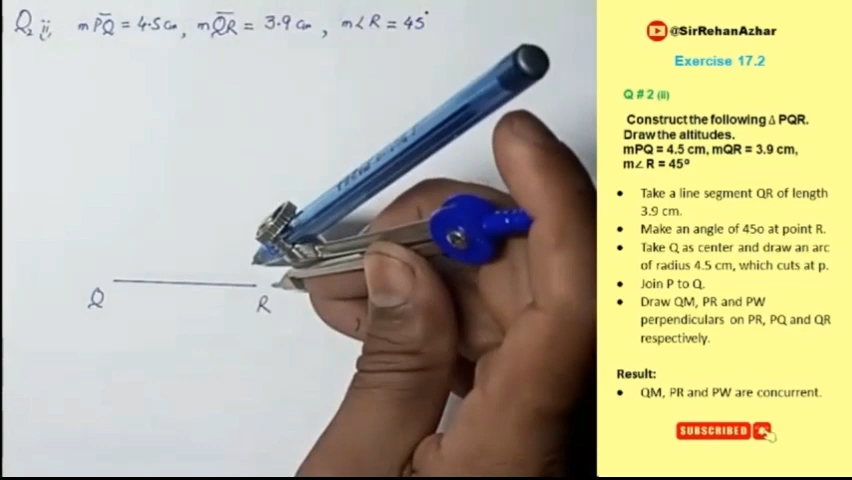 Q₂ ii, mPQ = 4.5 cm, mQR = 3.9 cm, m∠R = 45°
Q
R
@SirRehanAzhar
Exercise 17.2
Q # 2 (ii)
Construct the following Δ PQR.
Draw the altitudes.
mPQ = 4.5 cm, mQR = 3.9 cm,
m∠ R = 45º
• Take a line segment QR of length
3.9 cm.
• Make an angle of 45o at point R.
• Take Q as center and draw an arc
of radius 4.5 cm, which cuts at p.
• Join P to Q.
• Draw QM, PR and PW
perpendiculars on PR, PQ and QR
respectively.
Result:
• QM, PR and PW are concurrent.
SUBSCRIBED